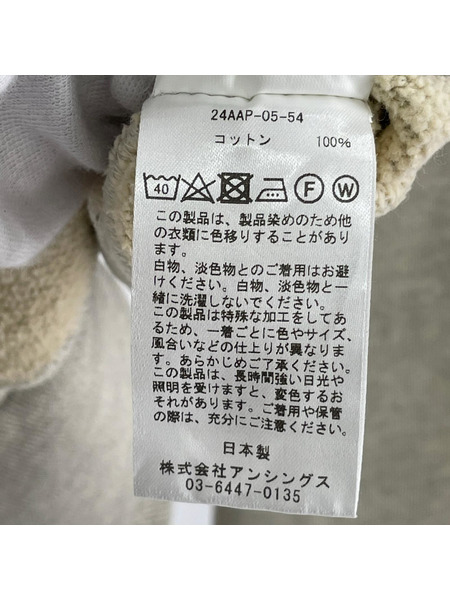 24AAP-05-54
コットン 100%
40 F W
この製品は、製品染めのため他
の衣類に色移りすることがあり
ます。
白物、淡色物とのご着用はお避
けください。白物、淡色物と一
緒に洗濯しないでください。
この製品は特殊な加工をしてあ
るため、一着ごとに色やサイズ、
風合いなどの仕上りが異なりま
す。あらかじめご了承ください。
この製品は、長時間強い日光や
照明を受けますと、変色するお
それがあります。ご着用や保管
の際は、充分にご注意ください。
日本製
株式会社アンシングス
03-6447-0135